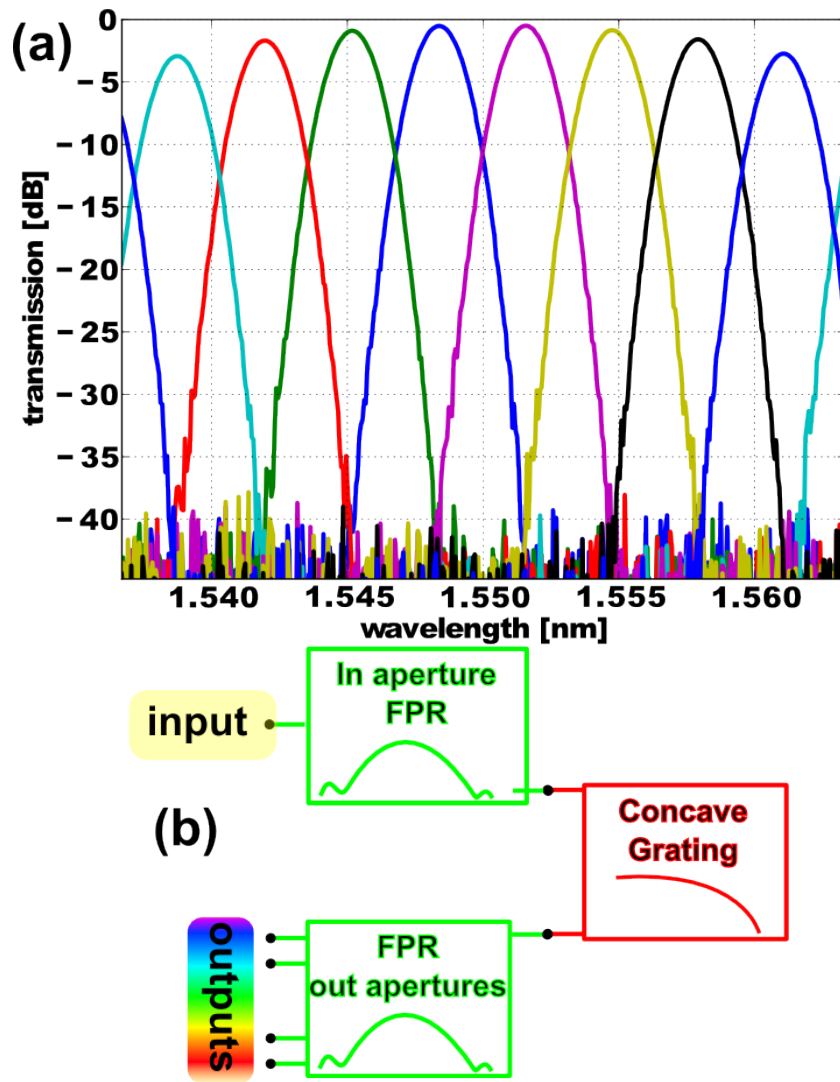 (a)
transmission [dB]
0
−5
−10
−15
−20
−25
−30
−35
−40
1.540 1.545 1.550 1.555 1.560
wavelength [nm]
(b)
input
In aperture
FPR
Concave
Grating
outputs
FPR
out apertures